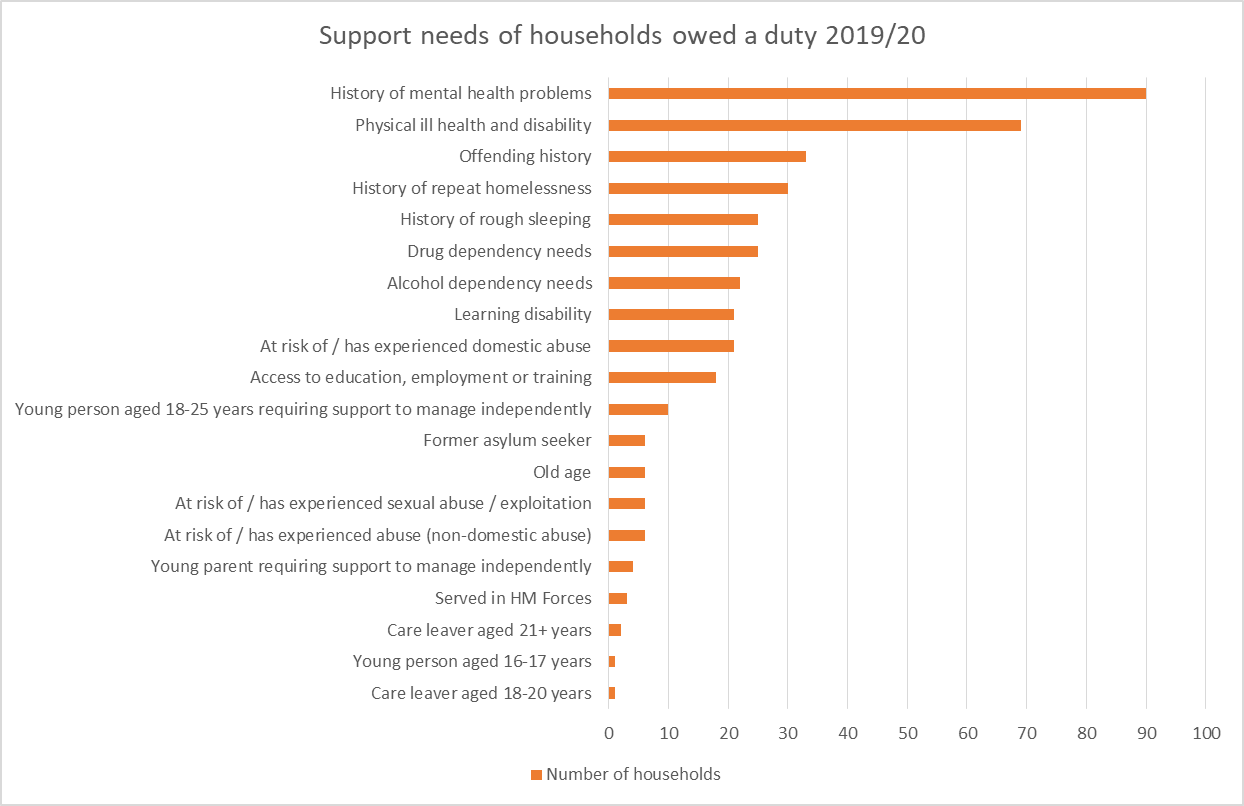 Support needs of households owed a duty 2019/20
History of mental health problems
Physical ill health and disability
Offending history
History of repeat homelessness
History of rough sleeping
Drug dependency needs
Alcohol dependency needs
Learning disability
At risk of / has experienced domestic abuse
Access to education, employment or training
Young person aged 18-25 years requiring support to manage independently
Former asylum seeker
Old age
At risk of / has experienced sexual abuse / exploitation
At risk of / has experienced abuse (non-domestic abuse)
Young parent requiring support to manage independently
Served in HM Forces
Care leaver aged 21+ years
Young person aged 16-17 years
Care leaver aged 18-20 years
0 10 20 30 40 50 60 70 80 90 100
Number of households